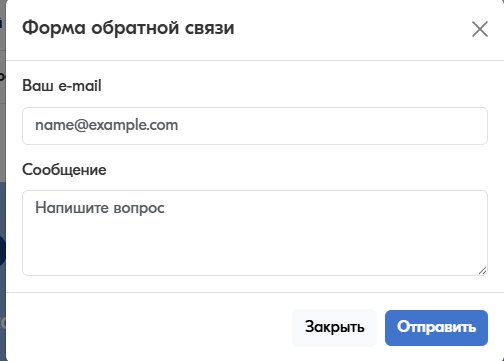 Форма обратной связи
Ваш e-mail
name@example.com
Сообщение
Напишите вопрос
Закрыть Отправить